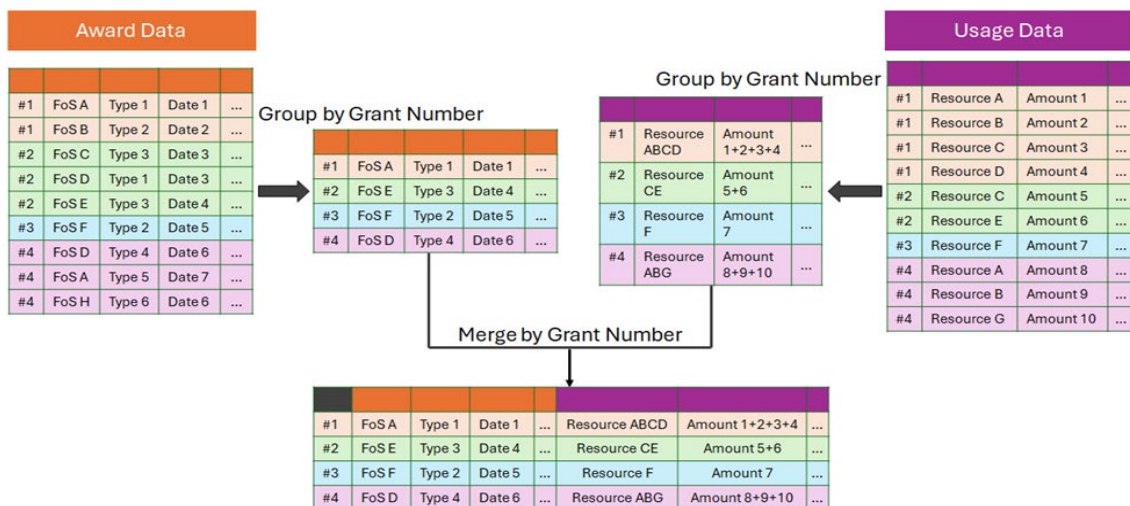 Award Data
#1 FoS A Type 1 Date 1 ...
#1 FoS B Type 2 Date 2 ...
#2 FoS C Type 3 Date 3 ...
#2 FoS D Type 1 Date 3 ...
#2 FoS E Type 3 Date 4 ...
#3 FoS F Type 2 Date 5 ...
#4 FoS D Type 4 Date 6 ...
#4 FoS A Type 5 Date 7 ...
#4 FoS H Type 6 Date 6 ...
Group by Grant Number
#1 FoS A Type 1 Date 1 ...
#2 FoS E Type 3 Date 4 ...
#3 FoS F Type 2 Date 5 ...
#4 FoS D Type 4 Date 6 ...
Usage Data
#1 Resource A Amount 1 ...
#1 Resource B Amount 2 ...
#1 Resource C Amount 3 ...
#1 Resource D Amount 4 ...
#2 Resource C Amount 5 ...
#2 Resource E Amount 6 ...
#3 Resource F Amount 7 ...
#4 Resource A Amount 8 ...
#4 Resource B Amount 9 ...
#4 Resource G Amount 10 ...
Group by Grant Number
#1 Resource Amount ...
ABCD 1+2+3+4
#2 Resource Amount ...
CE 5+6
#3 Resource Amount ...
F 7
#4 Resource Amount ...
ABG 8+9+10
Merge by Grant Number
#1 FoS A Type 1 Date 1 ... Resource ABCD Amount 1+2+3+4 ...
#2 FoS E Type 3 Date 4 ... Resource CE Amount 5+6 ...
#3 FoS F Type 2 Date 5 ... Resource F Amount 7 ...
#4 FoS D Type 4 Date 6 ... Resource ABG Amount 8+9+10 ...